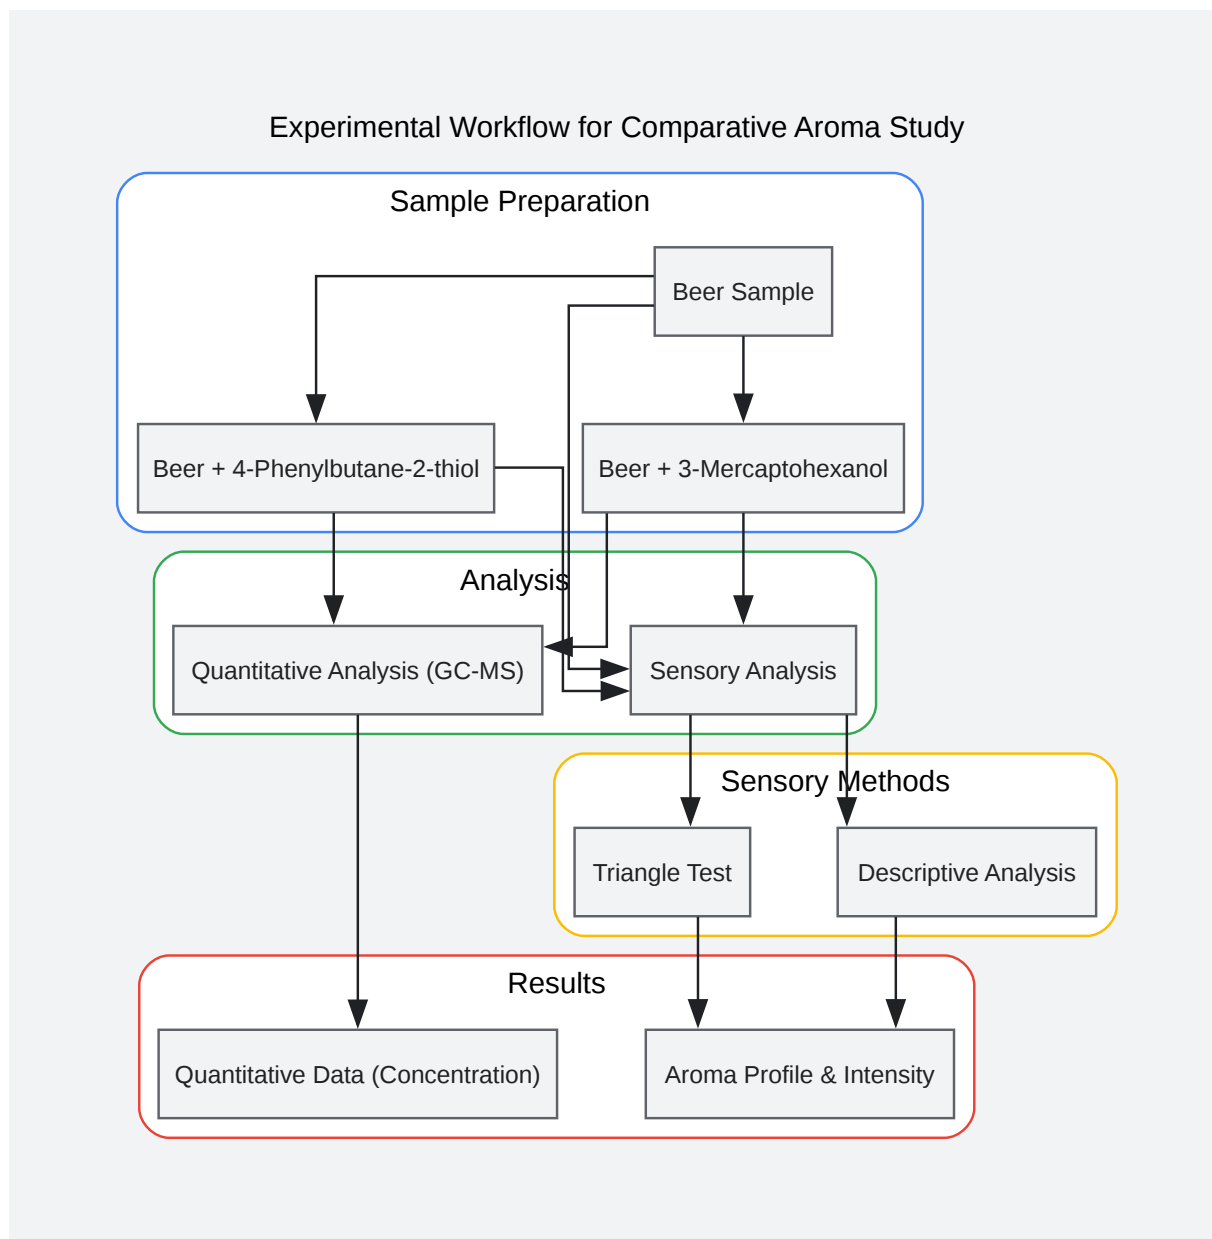 Experimental Workflow for Comparative Aroma Study
Sample Preparation
Beer Sample
Beer + 4-Phenylbutane-2-thiol
Beer + 3-Mercaptohexanol
Analysis
Quantitative Analysis (GC-MS)
Sensory Analysis
Sensory Methods
Triangle Test
Descriptive Analysis
Results
Quantitative Data (Concentration)
Aroma Profile & Intensity